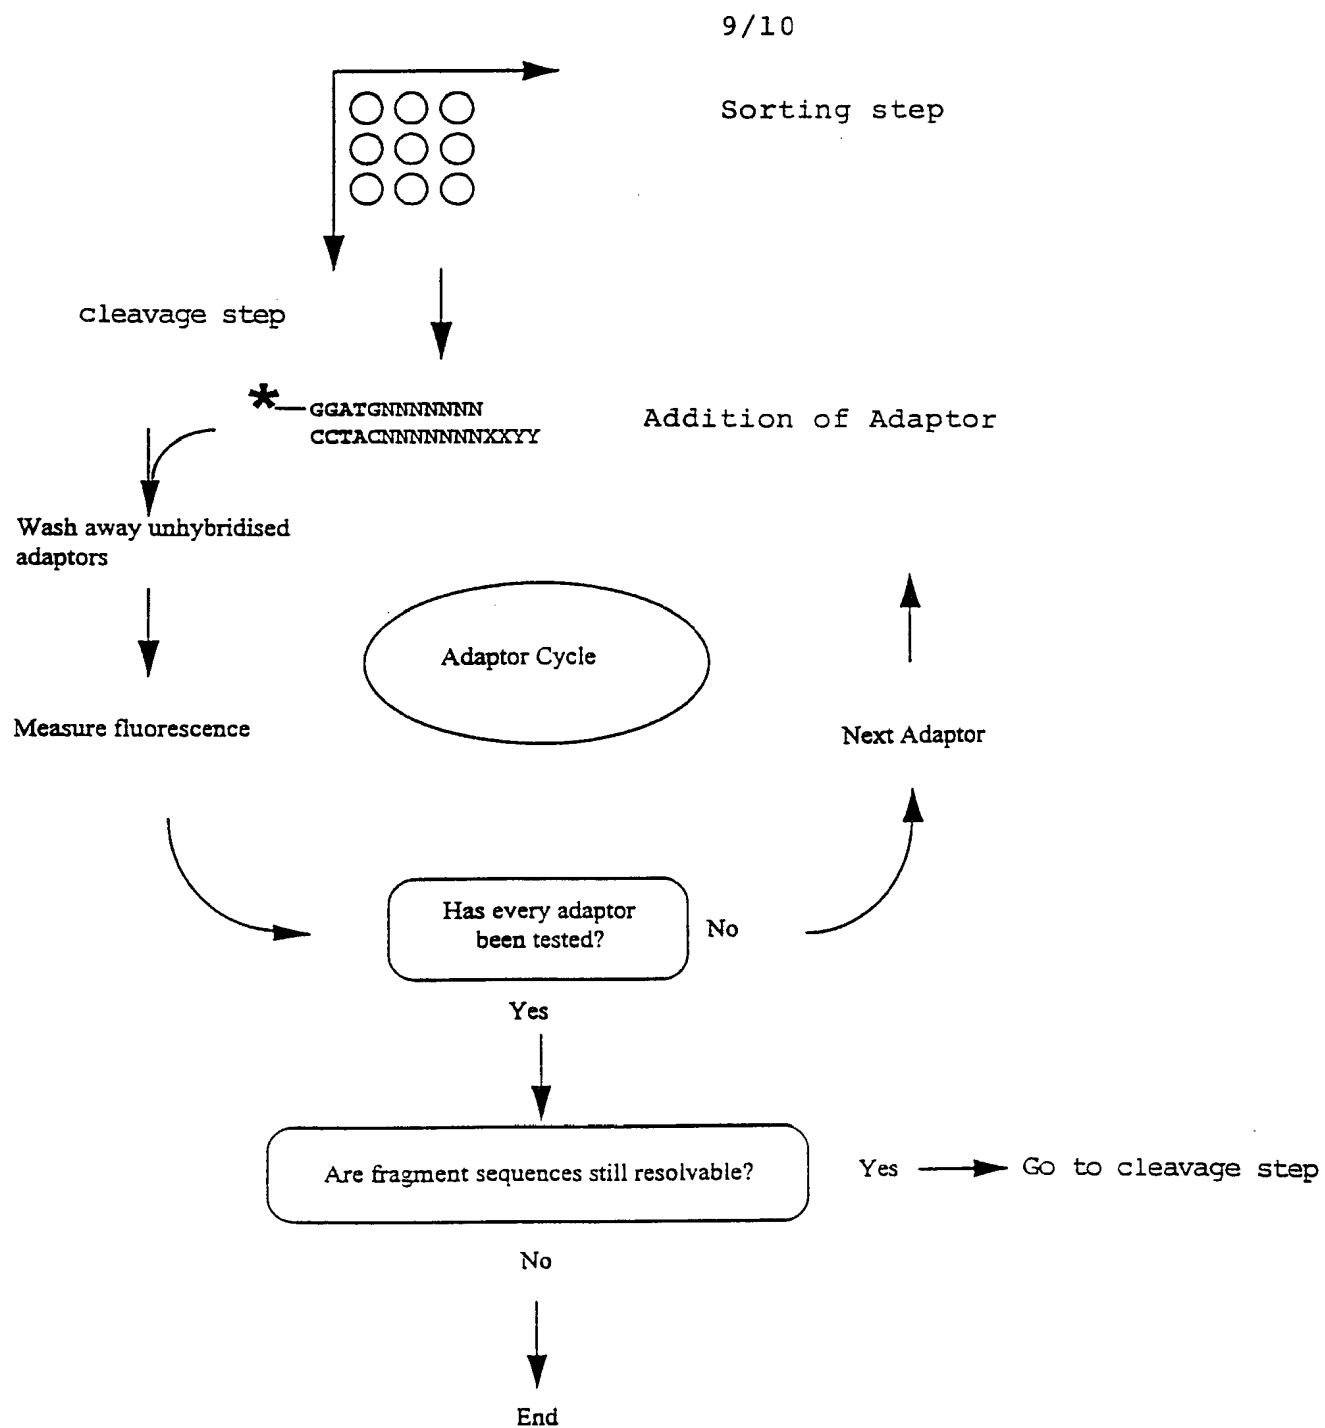 9/10
Sorting step
cleavage step
*—GGATGNNNNNNN
CCTACNNNNNNNXXYY
Addition of Adaptor
Wash away unhybridised
adaptors
Adaptor Cycle
Measure fluorescence
Next Adaptor
Has every adaptor
been tested?
No
Yes
Are fragment sequences still resolvable?
Yes
Go to cleavage step
No
End